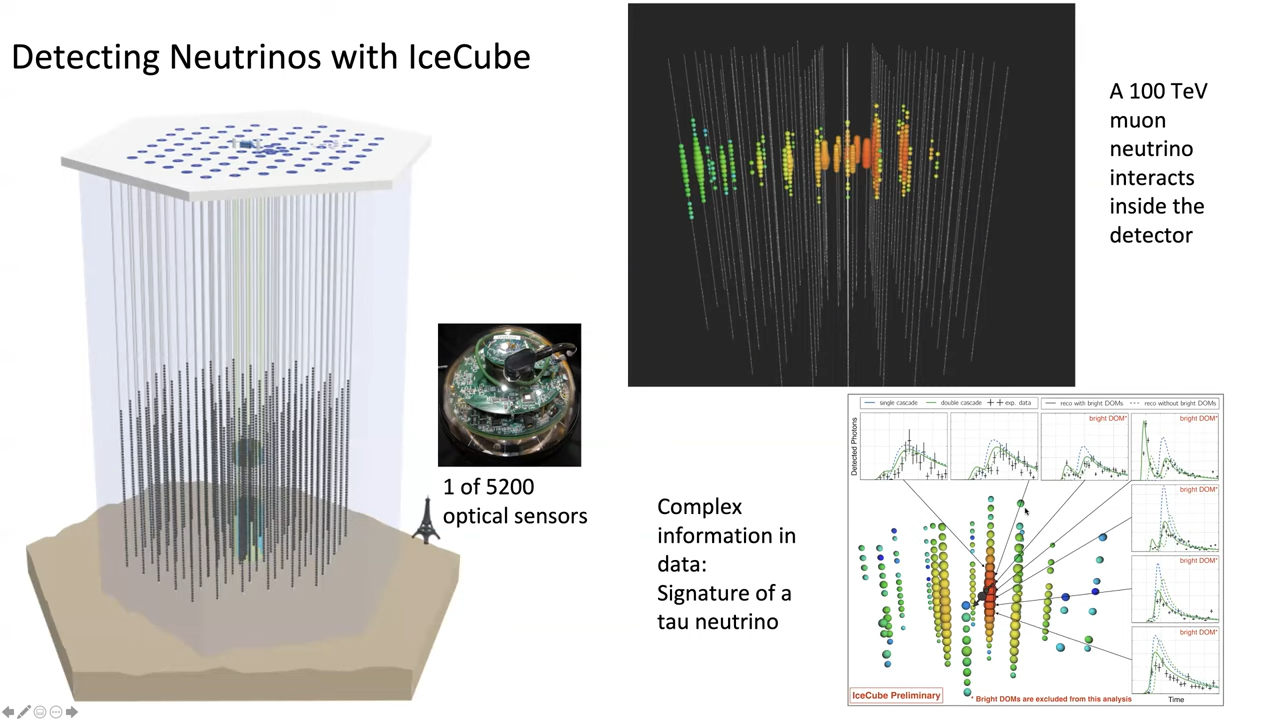 Detecting Neutrinos with IceCube
A 100 TeV
muon
neutrino
interacts
inside the
detector
1 of 5200
optical sensors
Complex
information in
data:
Signature of a
tau neutrino
single cascade
double cascade
exp. data
reco with bright DOMs
reco without bright DOMs
Detected Photons
bright DOM*
bright DOM*
bright DOM*
bright DOM*
bright DOM*
IceCube Preliminary
* Bright DOMs are excluded from this analysis
Time